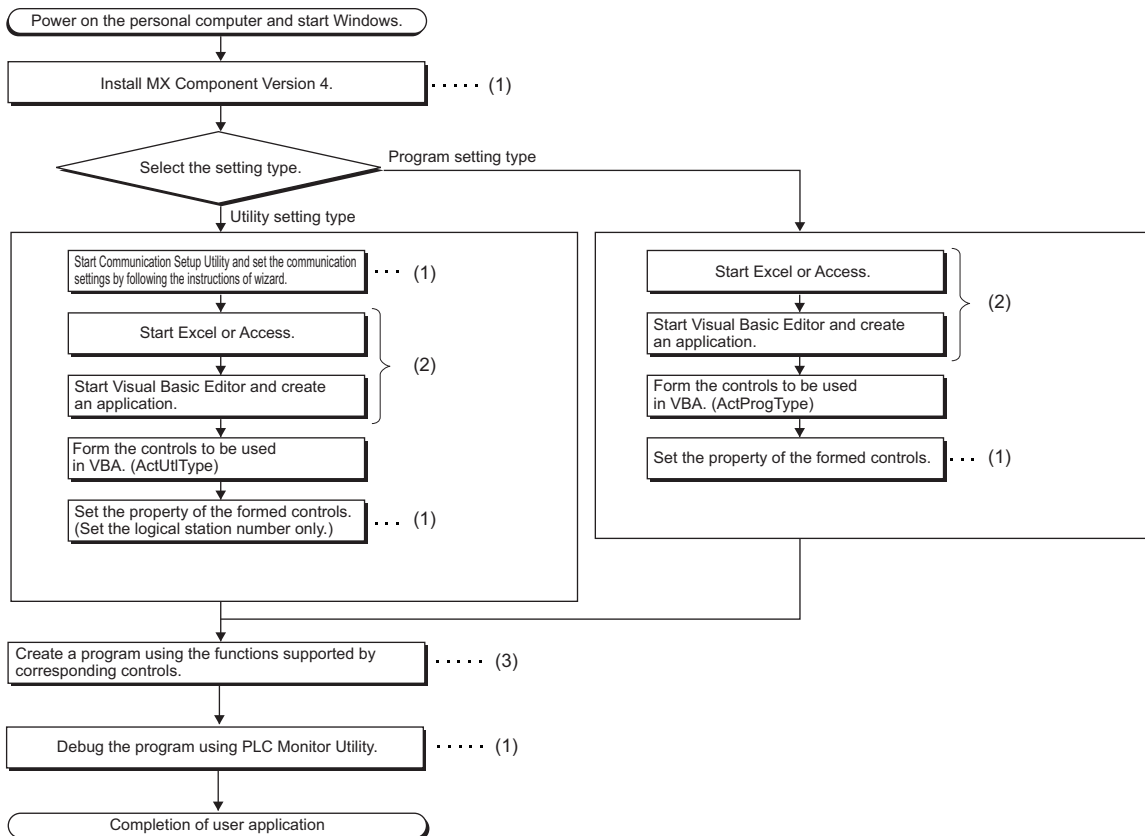 Power on the personal computer and start Windows.
Install MX Component Version 4.
(1)
Select the setting type.
Program setting type
Utility setting type
Start Communication Setup Utility and set the communication
settings by following the instructions of wizard.
(1)
Start Excel or Access.
Start Visual Basic Editor and create
an application.
(2)
Form the controls to be used
in VBA. (ActUtlType)
Set the property of the formed controls.
(Set the logical station number only.)
(1)
Start Excel or Access.
Start Visual Basic Editor and create
an application.
(2)
Form the controls to be used
in VBA. (ActProgType)
Set the property of the formed controls.
(1)
Create a program using the functions supported by
corresponding controls.
(3)
Debug the program using PLC Monitor Utility.
(1)
Completion of user application